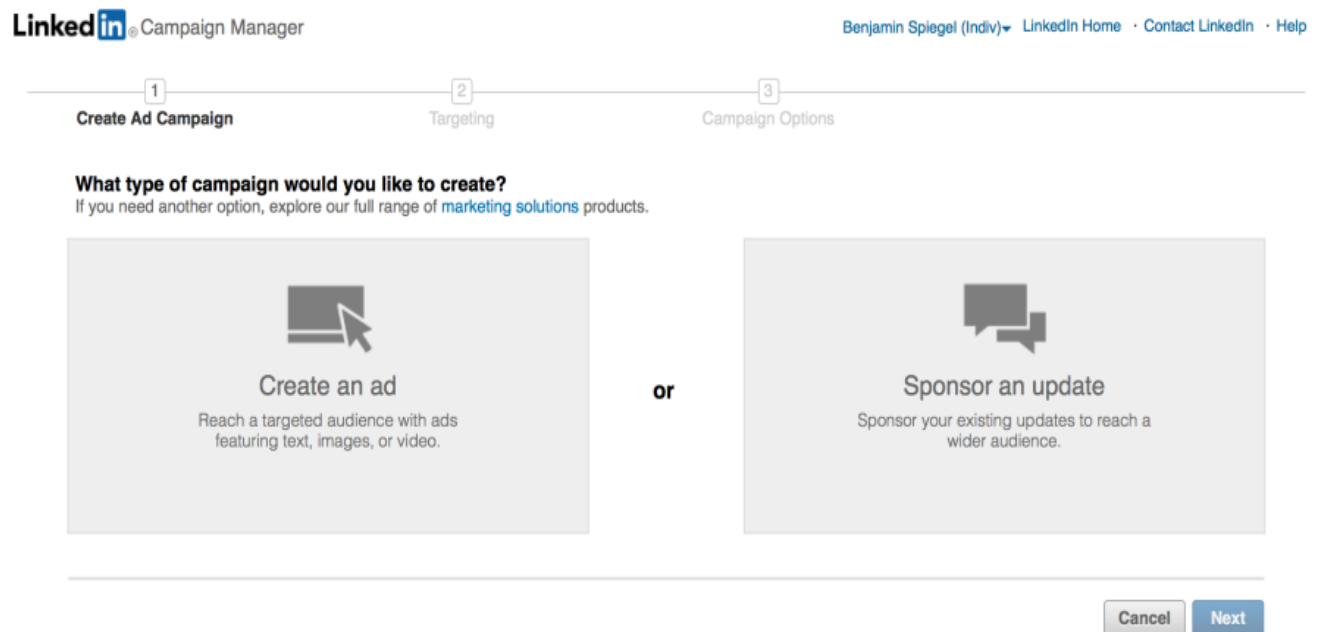 Linked in ® Campaign Manager
Benjamin Spiegel (Indiv) LinkedIn Home · Contact LinkedIn · Help
1 2 3
Create Ad Campaign Targeting Campaign Options
What type of campaign would you like to create?
If you need another option, explore our full range of marketing solutions products.
Create an ad
Reach a targeted audience with ads
featuring text, images, or video.
or
Sponsor an update
Sponsor your existing updates to reach a
wider audience.
Cancel Next